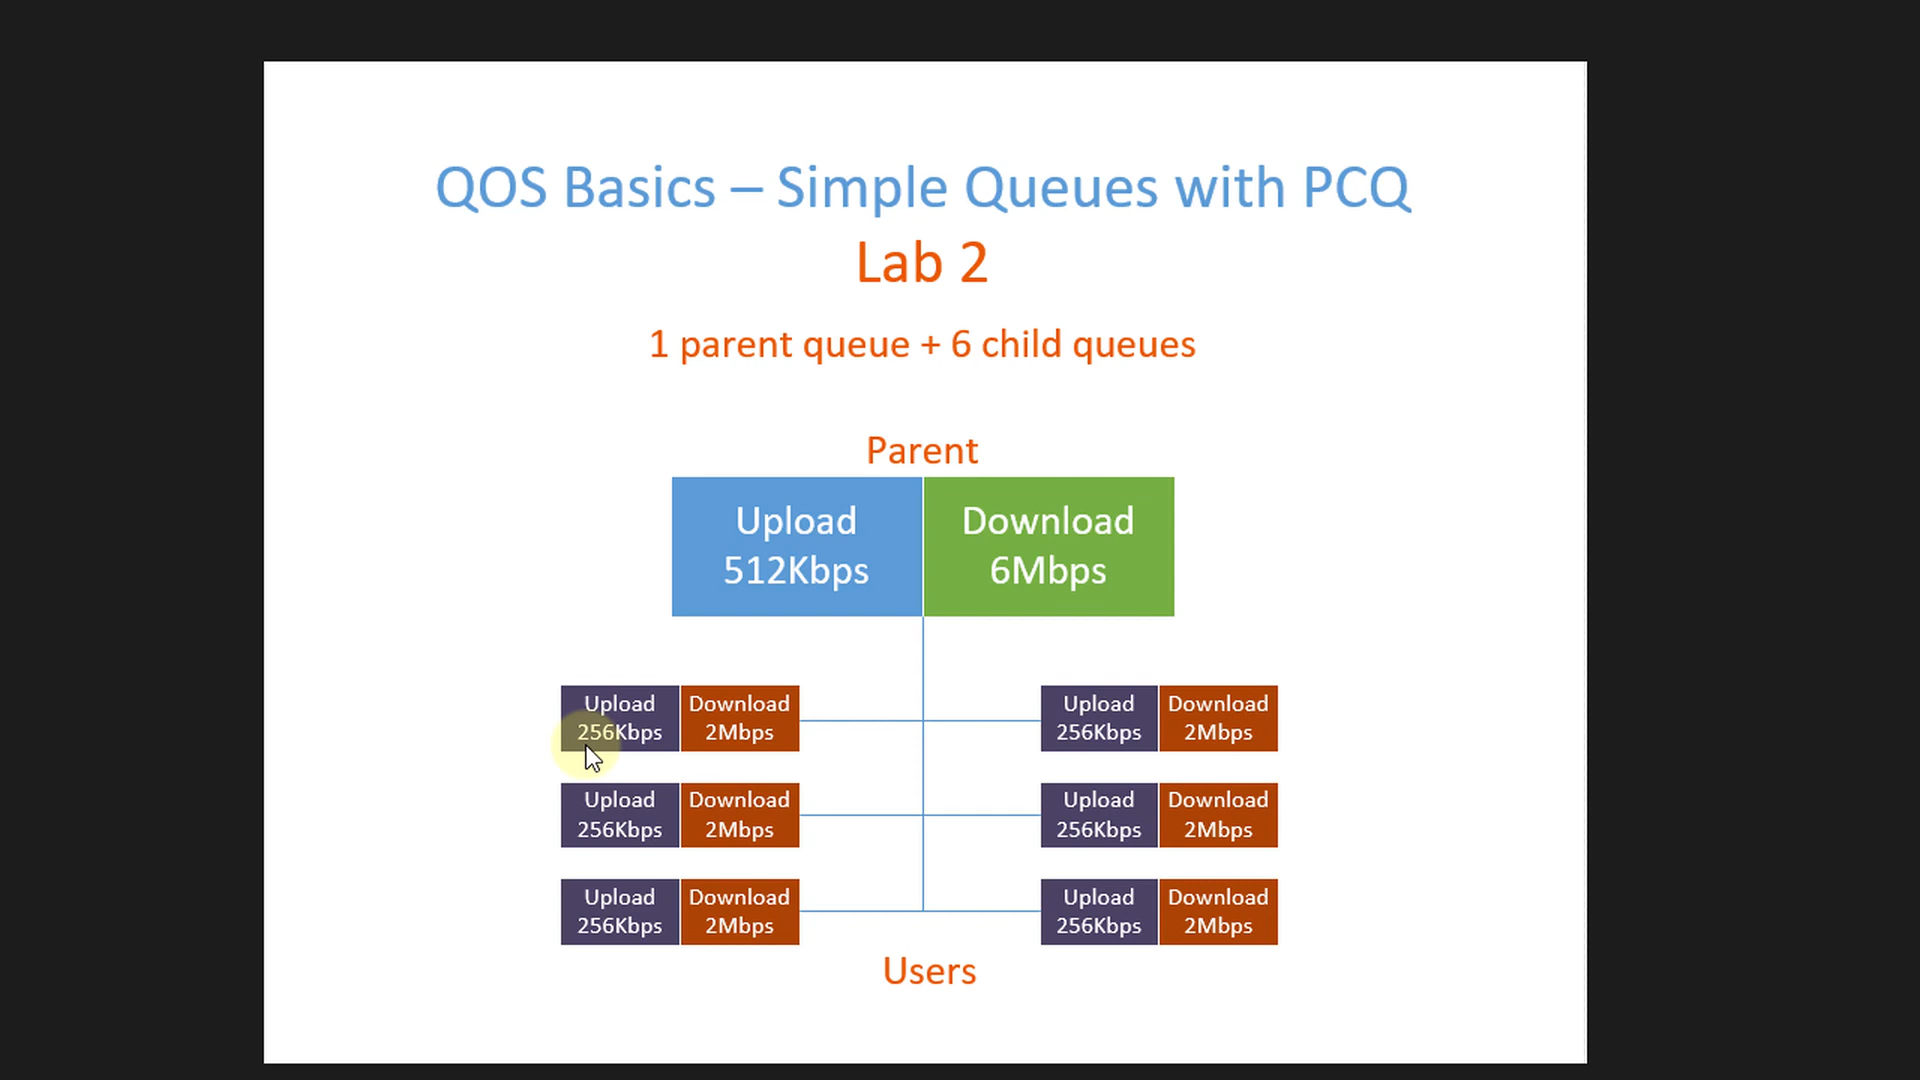 QOS Basics – Simple Queues with PCQ
Lab 2
1 parent queue + 6 child queues
Parent
Upload
512Kbps
Download
6Mbps
Upload
256Kbps
Download
2Mbps
Upload
256Kbps
Download
2Mbps
Upload
256Kbps
Download
2Mbps
Upload
256Kbps
Download
2Mbps
Upload
256Kbps
Download
2Mbps
Upload
256Kbps
Download
2Mbps
Users